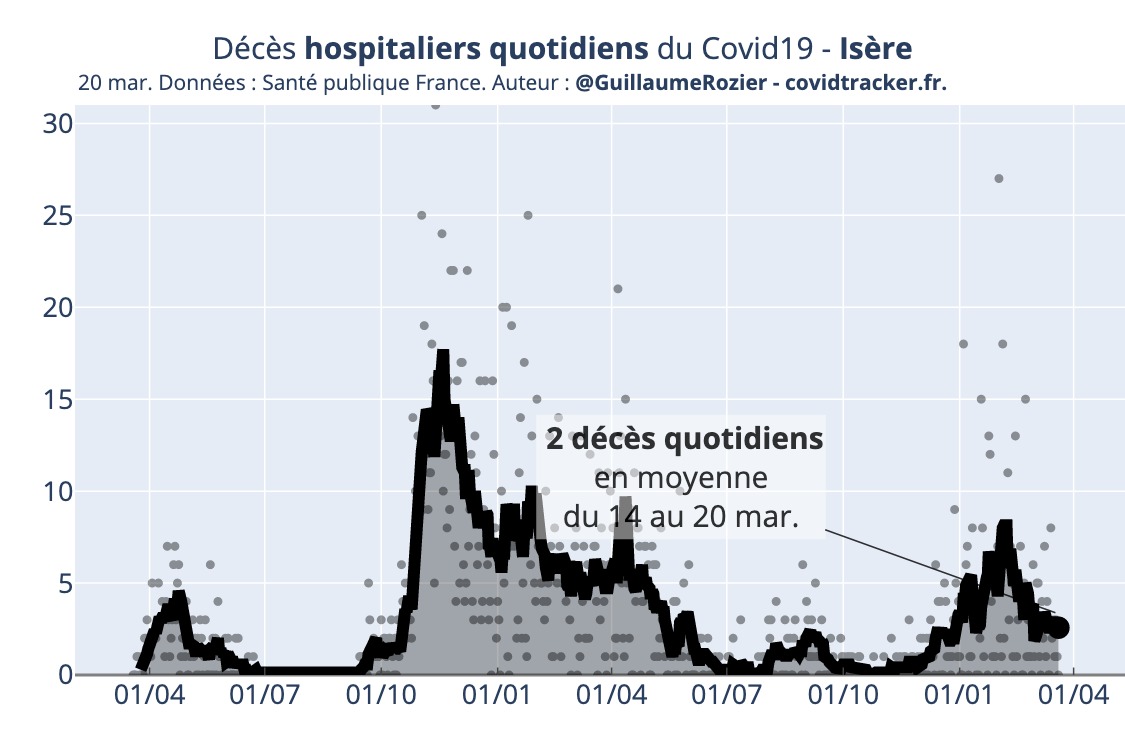 Décès hospitaliers quotidiens du Covid19 - Isère
20 mar. Données : Santé publique France. Auteur : @GuillaumeRozier - covidtracker.fr.
30
25
20
15
2 décès quotidiens
en moyenne
du 14 au 20 mar.
10
5
0
01/04 01/07 01/10 01/01 01/04 01/07 01/10 01/01 01/04